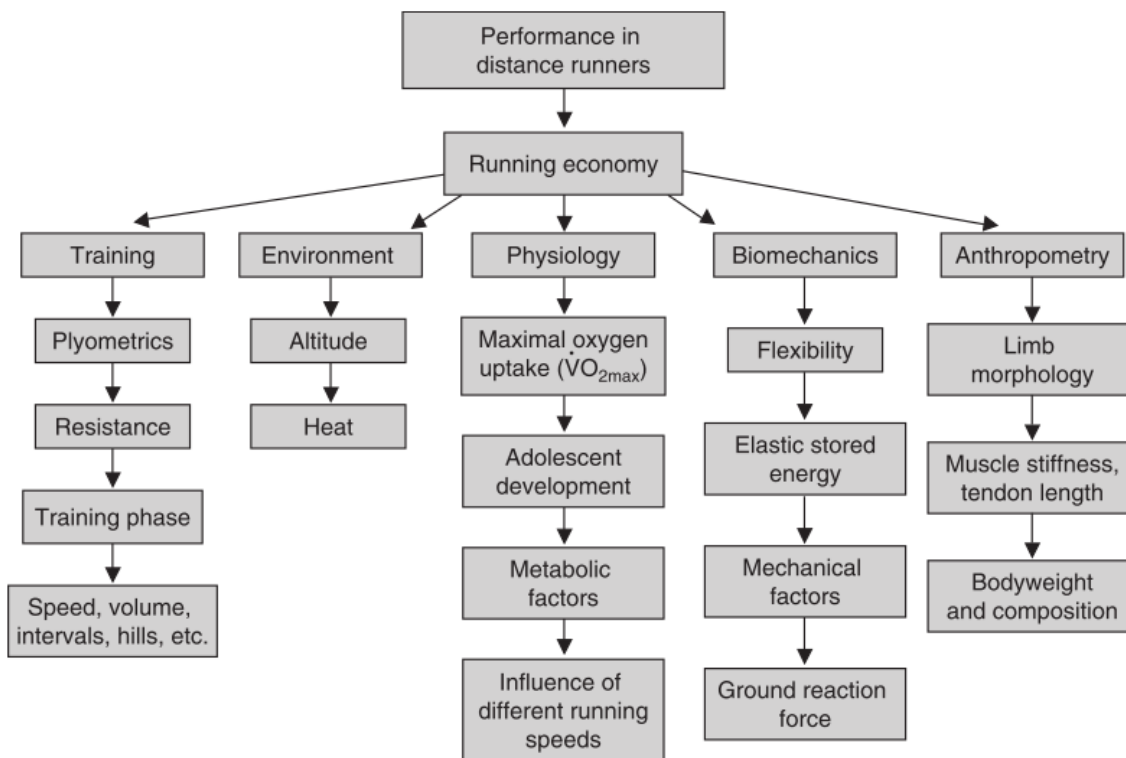 Performance in
distance runners
Running economy
Training
Plyometrics
Resistance
Training phase
Speed, volume,
intervals, hills, etc.
Environment
Altitude
Heat
Physiology
Maximal oxygen
uptake (V̇O2max)
Adolescent
development
Metabolic
factors
Influence of
different running
speeds
Biomechanics
Flexibility
Elastic stored
energy
Mechanical
factors
Ground reaction
force
Anthropometry
Limb
morphology
Muscle stiffness,
tendon length
Bodyweight
and composition